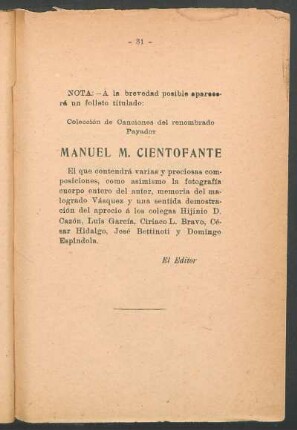 - 31 -
NOTA: - Á la brevedad posible aparece-
rá un folleto titulado:
Colección de Canciones del renombrado
Payador
MANUEL M. CIENTOFANTE
El que contendrá varias y preciosas com-
posiciones, como asimismo la fotografía
cuerpo entero del autor, memoria del ma-
logrado Vásquez y una sentida demostra-
ción del aprecio á los colegas Hijinio D.
Cazón, Luis García, Ciriaco L. Bravo, Cé-
sar Hidalgo, José Bettinoti y Domingo
Espíndola.
El Editor